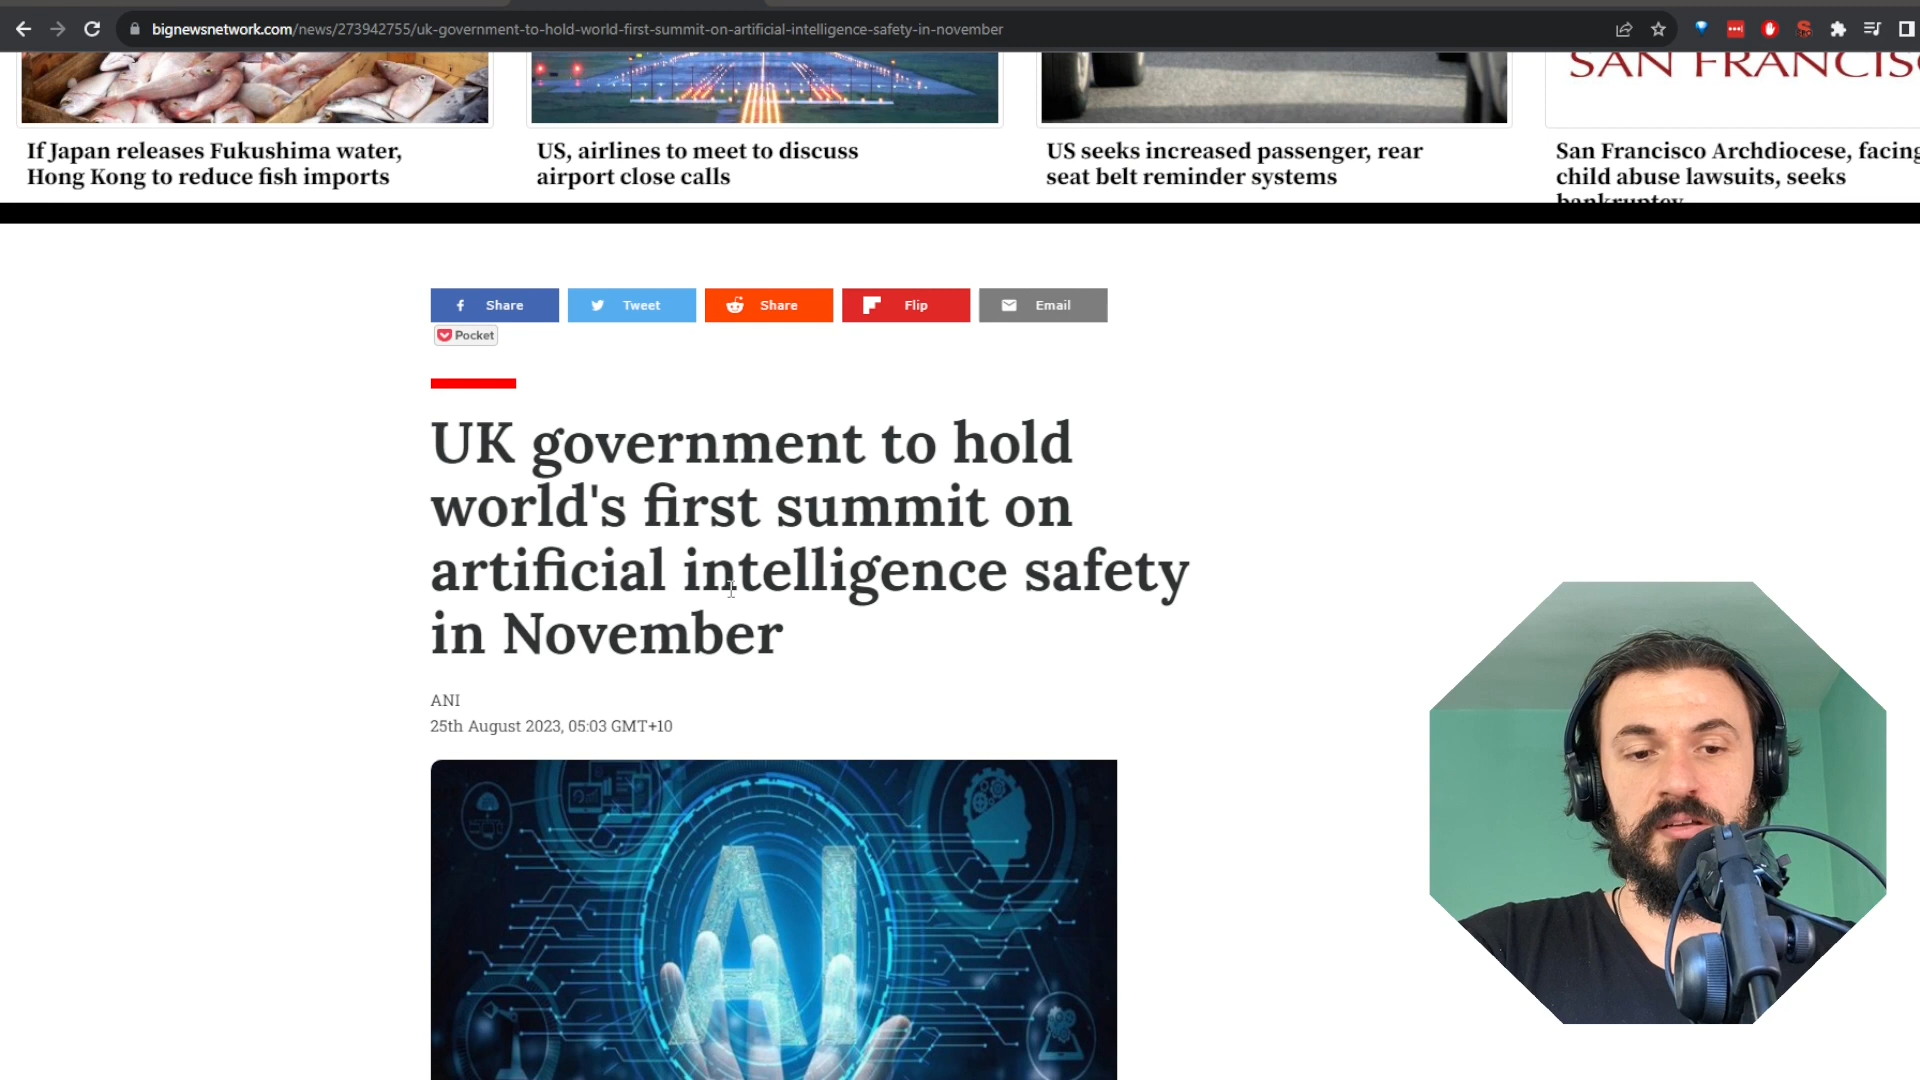 bignewsnetwork.com/news/273942755/uk-government-to-hold-world-first-summit-on-artificial-intelligence-safety-in-november
SAN FRANCISC
If Japan releases Fukushima water,
Hong Kong to reduce fish imports
US, airlines to meet to discuss
airport close calls
US seeks increased passenger, rear
seat belt reminder systems
San Francisco Archdiocese, facing
child abuse lawsuits, seeks
bankruptcy
Share
Tweet
Share
Flip
Email
Pocket
UK government to hold
world's first summit on
artificial intelligence safety
in November
ANI
25th August 2023, 05:03 GMT+10
AI